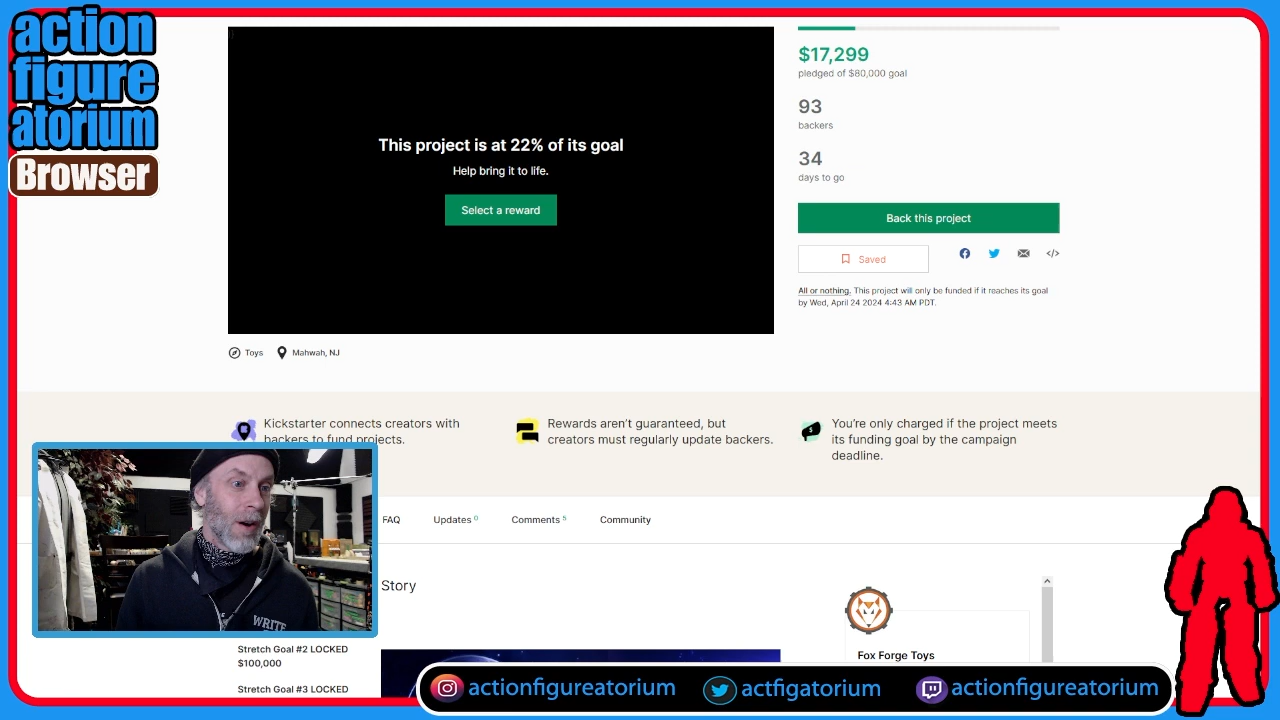 action
figure
atorium
Browser
This project is at 22% of its goal
Help bring it to life.
Select a reward
$17,299
pledged of $80,000 goal
93
backers
34
days to go
Back this project
Saved
All or nothing. This project will only be funded if it reaches its goal
by Wed, April 24 2024 4:43 AM PDT.
Toys
Mahwah, NJ
Kickstarter connects creators with
backers to fund projects.
Rewards aren't guaranteed, but
creators must regularly update backers.
You're only charged if the project meets
its funding goal by the campaign
deadline.
FAQ
Updates 0
Comments 5
Community
Story
WRITE
Stretch Goal #2 LOCKED
$100,000
Stretch Goal #3 LOCKED
Fox Forge Toys
actionfigureatorium
actfigatorium
actionfigureatorium